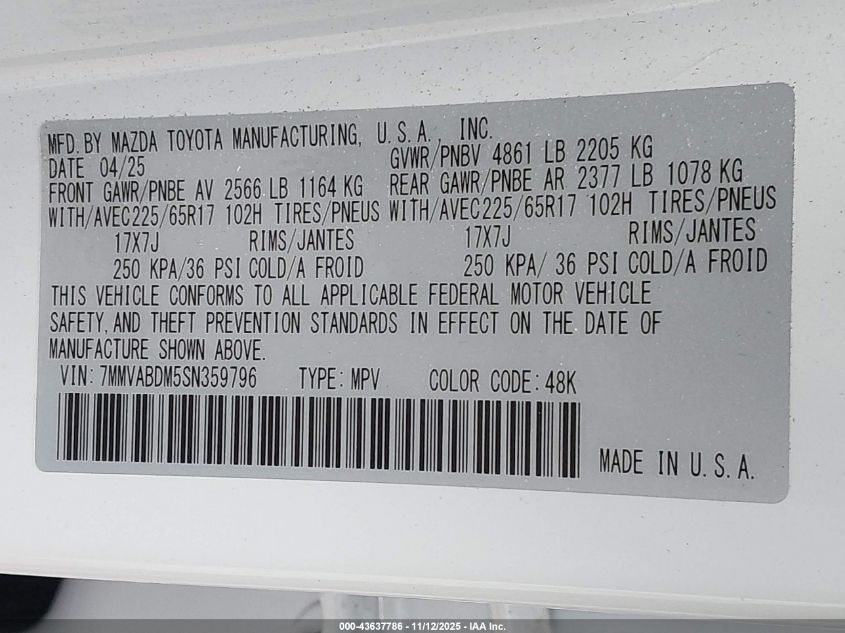 MFD. BY MAZDA TOYOTA MANUFACTURING, U.S.A. INC.
DATE 04/25 GVWR/PNBV 4861 LB 2205 KG
FRONT GAWR/PNBE AV 2566 LB 1164 KG REAR GAWR/PNBE AR 2377 LB 1078 KG
WITH/AVEC225/65R17 102H TIRES/PNEUS WITH/AVEC225/65R17 102H TIRES/PNEUS
17X7J RIMS/JANTES 17X7J RIMS/JANTES
250 KPA/36 PSI COLD/A FROID 250 KPA/ 36 PSI COLD/A FROID
THIS VEHICLE CONFORMS TO ALL APPLICABLE FEDERAL MOTOR VEHICLE
SAFETY, AND THEFT PREVENTION STANDARDS IN EFFECT ON THE DATE OF
MANUFACTURE SHOWN ABOVE.
VIN: 7MMVABDM5SN359796 TYPE: MPV COLOR CODE: 48K
MADE IN U.S.A.
000-43637786 - 11/12/2025 - IAA Inc.